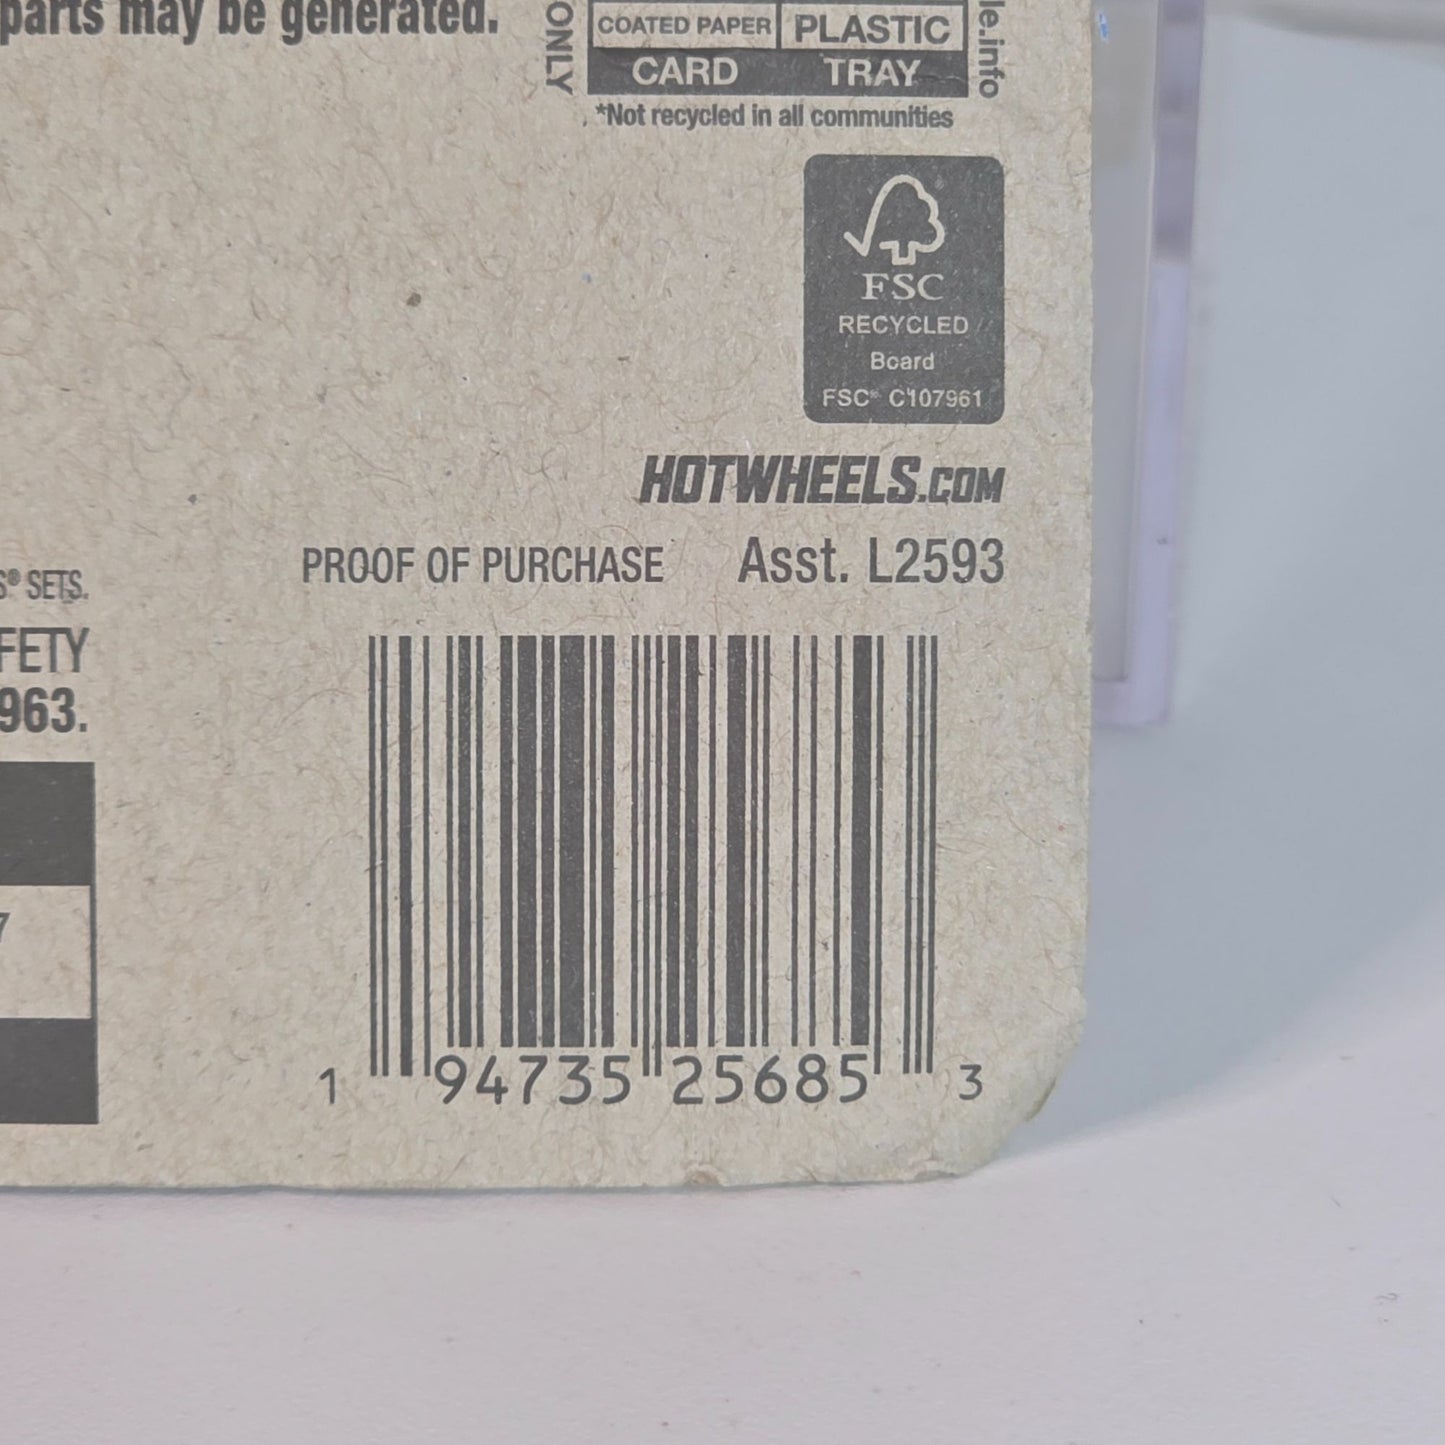 parts may be generated.
ONLY
COATED PAPER PLASTIC
CARD TRAY
le.info
*Not recycled in all communities
FSC
RECYCLED
Board
FSC® C107961
HOTWHEELS.COM
PROOF OF PURCHASE Asst. L2593
S® SETS.
FETY
963.
7
1 94735 25685 3